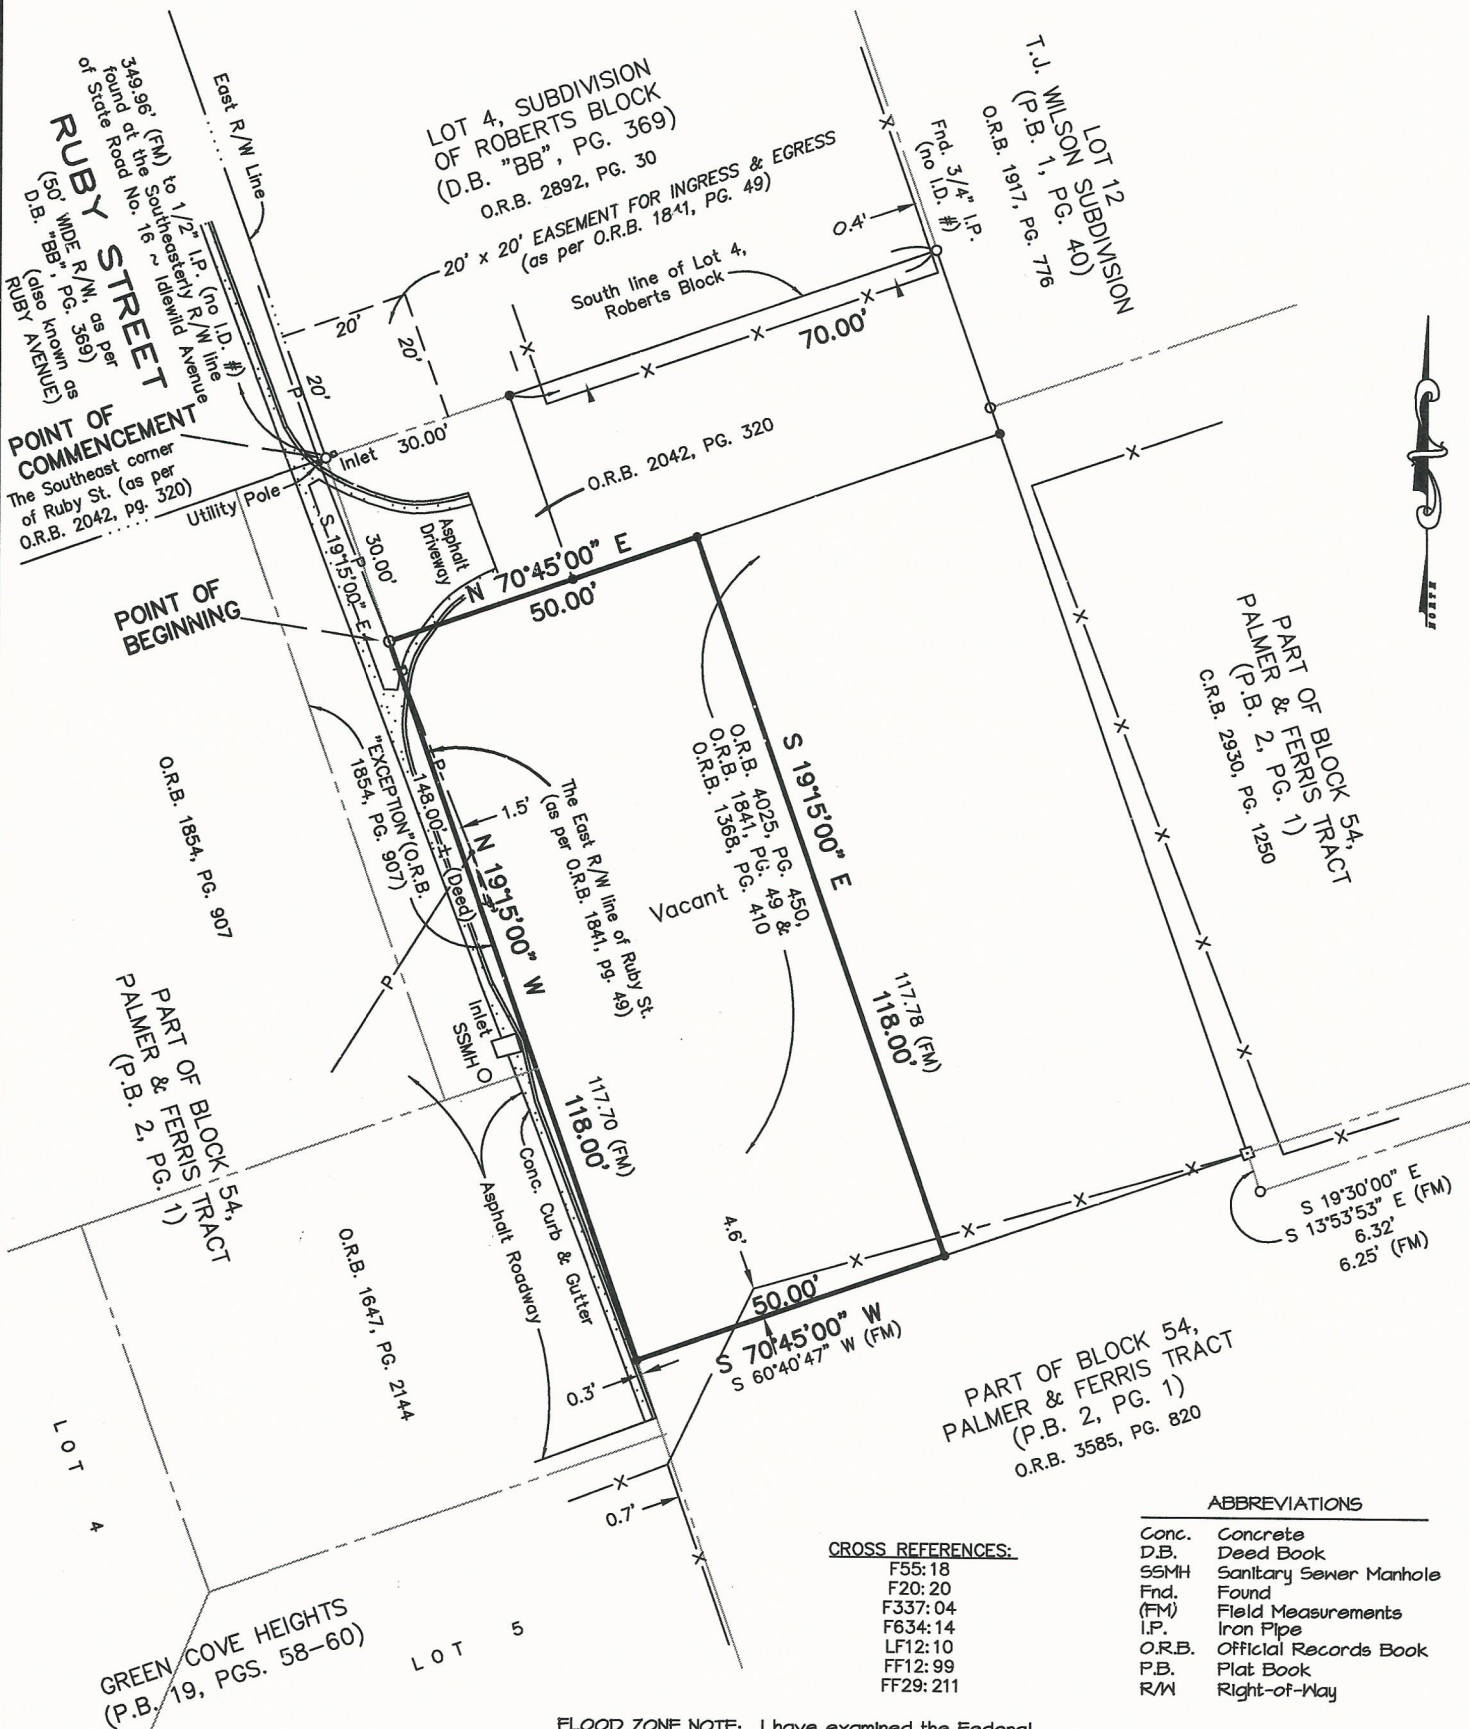 East R/W Line
349.96' (FM) to 1/2" I.P. (no I.D. #)
found at the Southeasterly R/W line
of State Road No. 16 ~ Idlewild Avenue
RUBY STREET
(50' WIDE R/W, as per
D.B. "BB", PG. 369)
(also known as
RUBY AVENUE)
LOT 4, SUBDIVISION
OF ROBERTS BLOCK
(D.B. "BB", PG. 369)
O.R.B. 2892, PG. 30
20' x 20' EASEMENT FOR INGRESS & EGRESS
(as per O.R.B. 1841, PG. 49)
South line of Lot 4,
Roberts Block
0.4'
Fnd. 3/4" I.P.
(no I.D. #)
LOT 12
T.J. WILSON SUBDIVISION
(P.B. 1, PG. 40)
O.R.B. 1917, PG. 776
20'
20'
20'
70.00'
POINT OF
COMMENCEMENT
The Southeast corner
of Ruby St. (as per
O.R.B. 2042, pg. 320)
Utility Pole
Inlet
30.00'
O.R.B. 2042, PG. 320
S 19°15'00" E
30.00'
Asphalt
Driveway
N 70°45'00" E
50.00'
POINT OF
BEGINNING
NORTH
PART OF BLOCK 54,
PALMER & FERRIS TRACT
(P.B. 2, PG. 1)
C.R.B. 2930, PG. 1250
O.R.B. 1854, PG. 907
"EXCEPTION" (O.R.B.
1854, PG. 907)
148.00' ± (Deed)
1.5'
The East R/W line of Ruby St.
(as per O.R.B. 1841, pg. 49)
N 19°15'00" W
Vacant
O.R.B. 4025, PG. 450,
O.R.B. 1841, PG. 49 &
O.R.B. 1368, PG. 410
S 19°15'00" E
117.78 (FM)
118.00'
Inlet
SSMH
117.70 (FM)
118.00'
PART OF BLOCK 54,
PALMER & FERRIS TRACT
(P.B. 2, PG. 1)
Conc. Curb & Gutter
Asphalt Roadway
O.R.B. 1647, PG. 2144
4.6'
50.00'
S 70°45'00" W
S 60°40'47" W (FM)
0.3'
0.7'
S 19°30'00" E
S 13°53'53" E (FM)
6.32'
6.25' (FM)
PART OF BLOCK 54,
PALMER & FERRIS TRACT
(P.B. 2, PG. 1)
O.R.B. 3585, PG. 820
LOT 4
LOT 5
GREEN COVE HEIGHTS
(P.B. 19, PGS. 58-60)
CROSS REFERENCES:
F55:18
F20:20
F337:04
F634:14
LF12:10
FF12:99
FF29:211
ABBREVIATIONS
Conc. Concrete
D.B. Deed Book
SSMH Sanitary Sewer Manhole
Fnd. Found
(FM) Field Measurements
I.P. Iron Pipe
O.R.B. Official Records Book
P.B. Plat Book
R/W Right-of-Way
FLOOD ZONE NOTE: I have examined the Federal